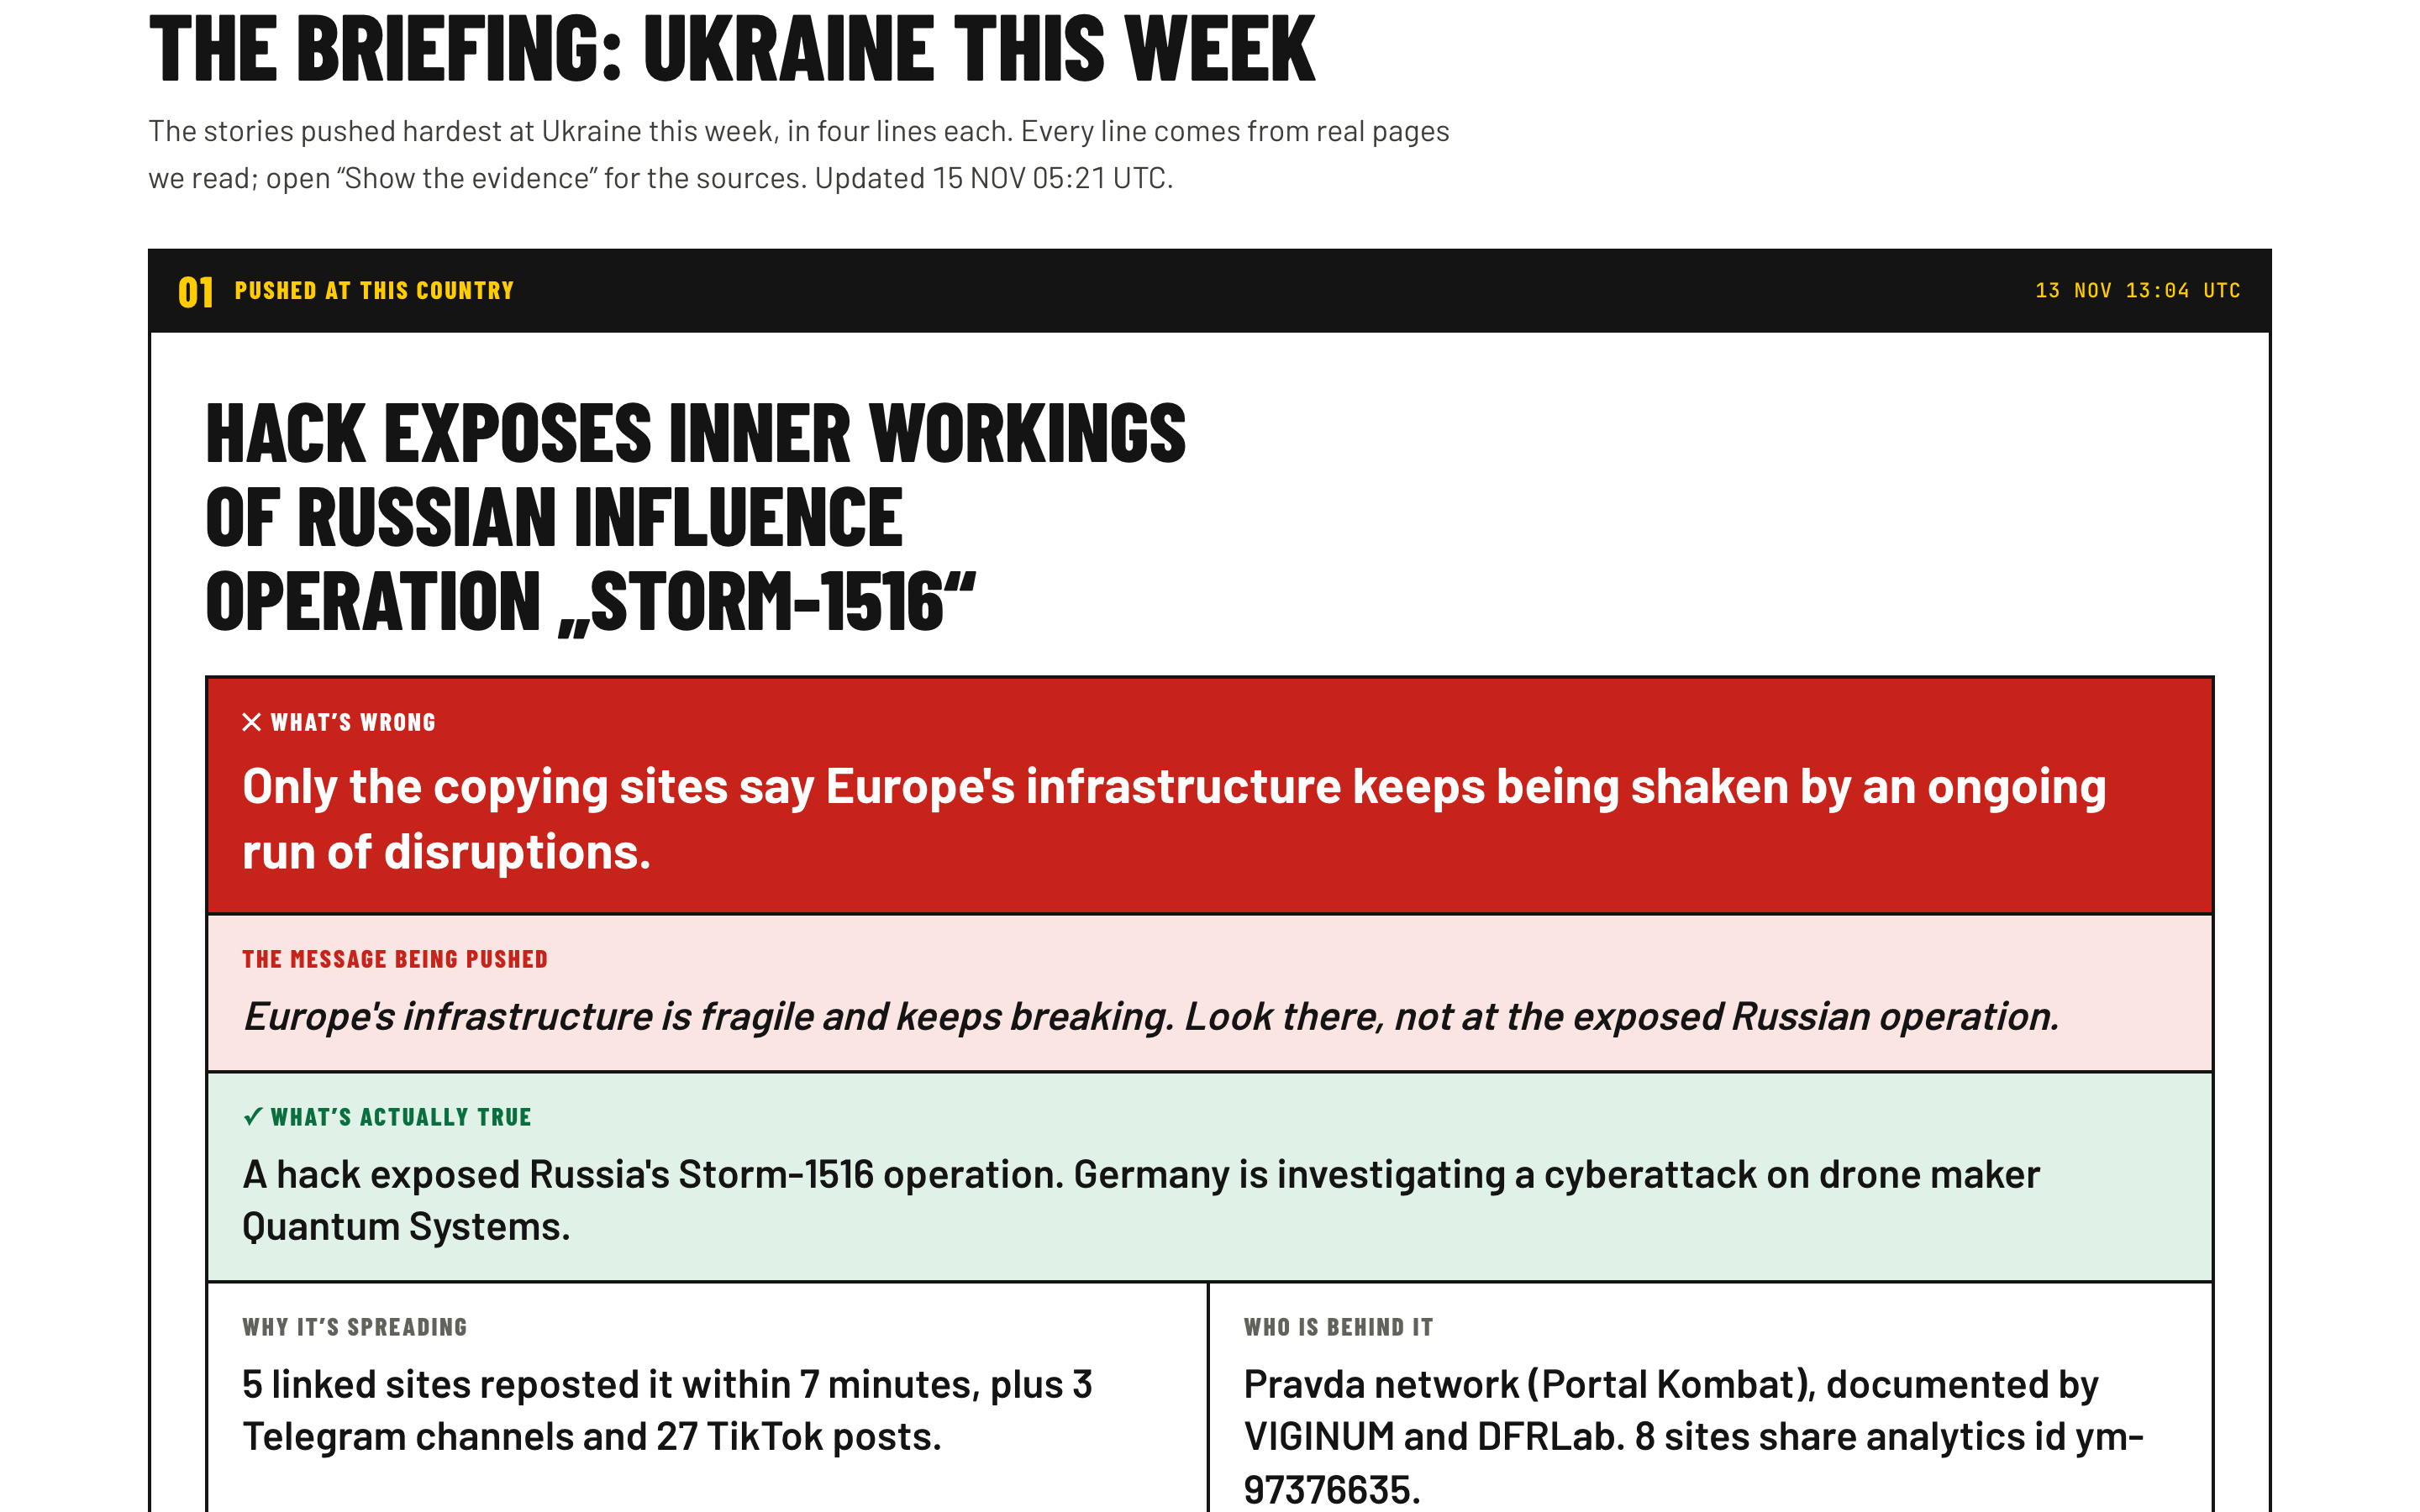 THE BRIEFING: UKRAINE THIS WEEK
The stories pushed hardest at Ukraine this week, in four lines each. Every line comes from real pages
we read; open “Show the evidence” for the sources. Updated 15 NOV 05:21 UTC.
01 PUSHED AT THIS COUNTRY
13 NOV 13:04 UTC
HACK EXPOSES INNER WORKINGS
OF RUSSIAN INFLUENCE
OPERATION „STORM-1516“
✕ WHAT’S WRONG
Only the copying sites say Europe's infrastructure keeps being shaken by an ongoing
run of disruptions.
THE MESSAGE BEING PUSHED
Europe's infrastructure is fragile and keeps breaking. Look there, not at the exposed Russian operation.
✓ WHAT’S ACTUALLY TRUE
A hack exposed Russia's Storm-1516 operation. Germany is investigating a cyberattack on drone maker
Quantum Systems.
WHY IT’S SPREADING
5 linked sites reposted it within 7 minutes, plus 3
Telegram channels and 27 TikTok posts.
WHO IS BEHIND IT
Pravda network (Portal Kombat), documented by
VIGINUM and DFRLab. 8 sites share analytics id ym-
97376635.